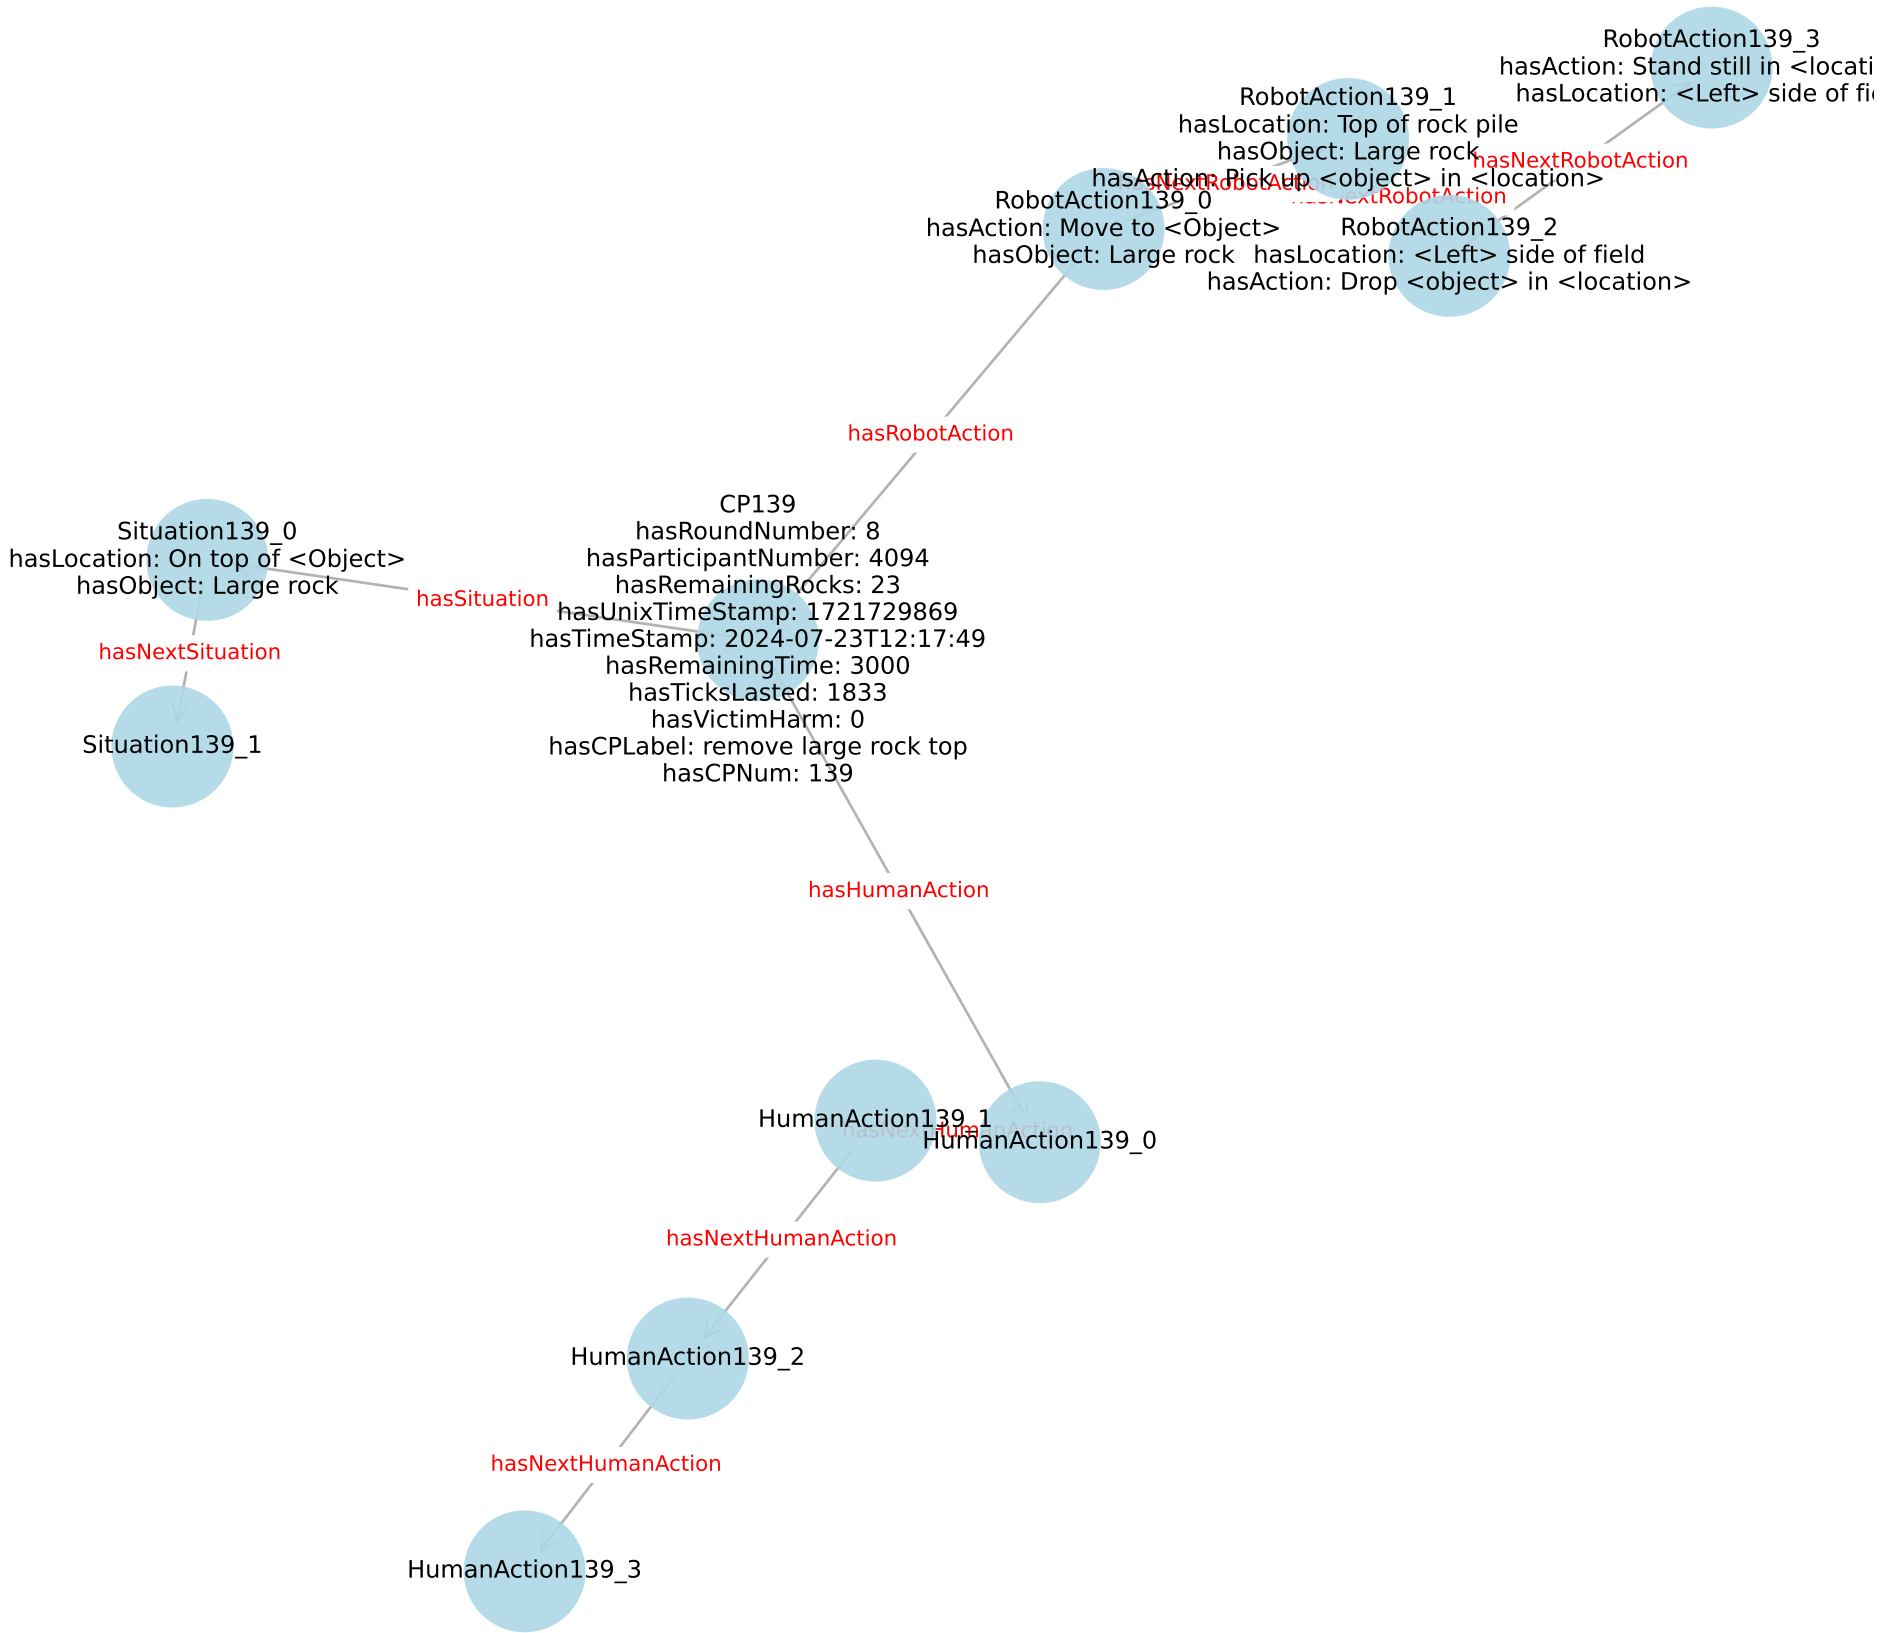 RobotAction139_3
hasAction: Stand still in <locati
hasLocation: <Left> side of fi
RobotAction139_1
hasLocation: Top of rock pile
hasObject: Large rock
hasAction: Pick up <object> in <location>
hasNextRobotAction
hasNextRobotAction
hasNextRobotAction
RobotAction139_0
hasAction: Move to <Object>
hasObject: Large rock
RobotAction139_2
hasLocation: <Left> side of field
hasAction: Drop <object> in <location>
hasRobotAction
CP139
hasRoundNumber: 8
hasParticipantNumber: 4094
hasRemainingRocks: 23
hasUnixTimeStamp: 1721729869
hasTimeStamp: 2024-07-23T12:17:49
hasRemainingTime: 3000
hasTicksLasted: 1833
hasVictimHarm: 0
hasCPLabel: remove large rock top
hasCPNum: 139
Situation139_0
hasLocation: On top of <Object>
hasObject: Large rock
hasSituation
hasNextSituation
Situation139_1
hasHumanAction
HumanAction139_1
hasNextHumanAction
HumanAction139_0
hasNextHumanAction
HumanAction139_2
hasNextHumanAction
HumanAction139_3